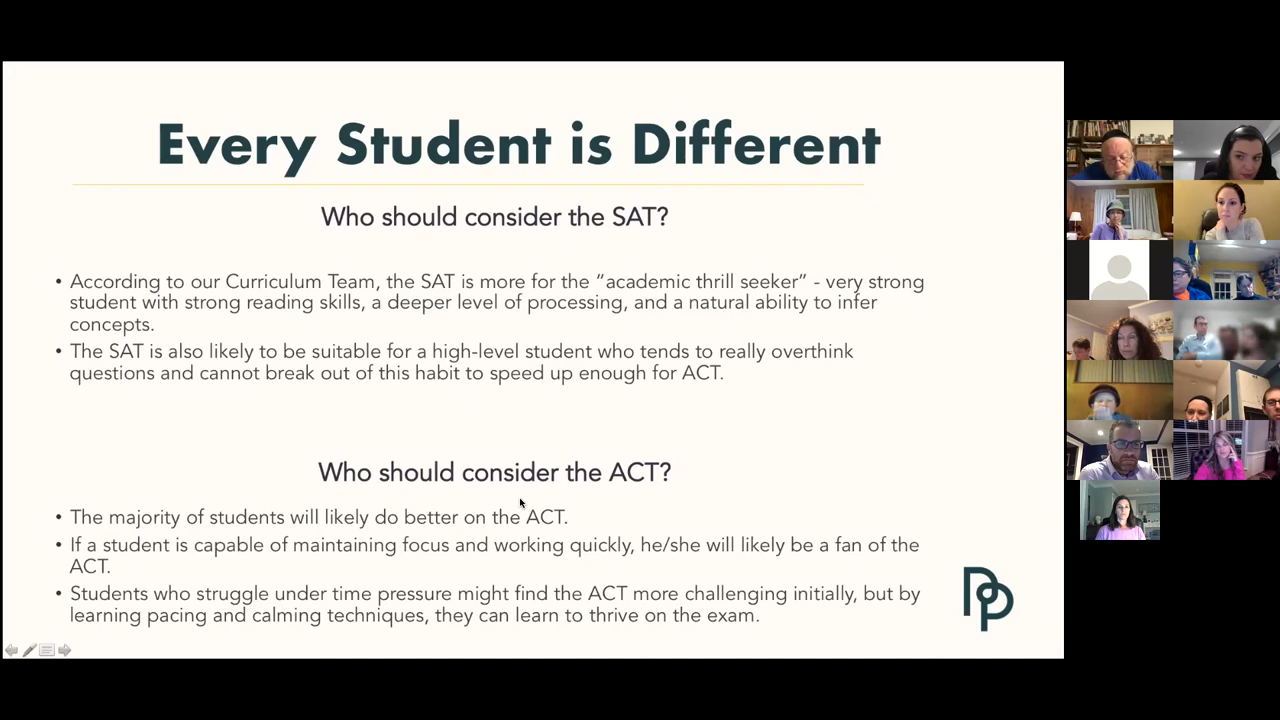 Every Student is Different
Who should consider the SAT?
• According to our Curriculum Team, the SAT is more for the “academic thrill seeker” - very strong
student with strong reading skills, a deeper level of processing, and a natural ability to infer
concepts.
• The SAT is also likely to be suitable for a high-level student who tends to really overthink
questions and cannot break out of this habit to speed up enough for ACT.
Who should consider the ACT?
• The majority of students will likely do better on the ACT.
• If a student is capable of maintaining focus and working quickly, he/she will likely be a fan of the
ACT.
• Students who struggle under time pressure might find the ACT more challenging initially, but by
learning pacing and calming techniques, they can learn to thrive on the exam.